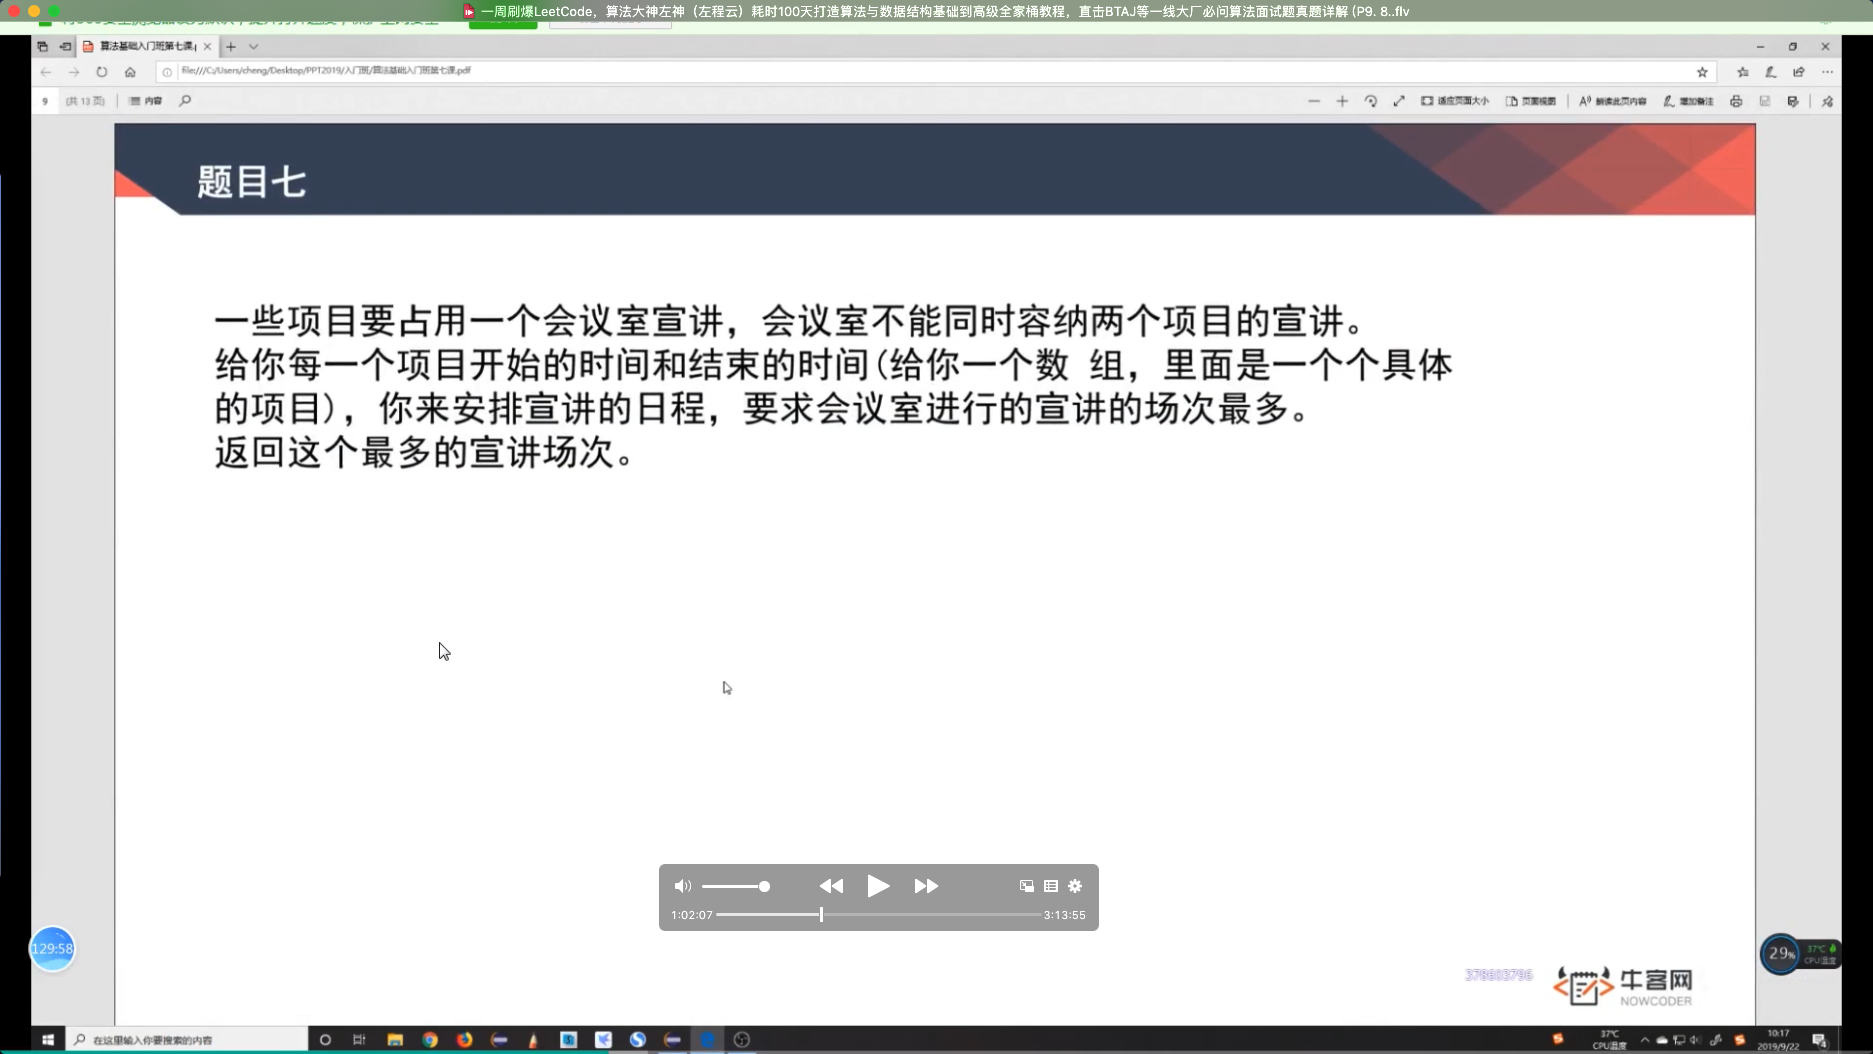 一周刷爆LeetCode，算法大神左神（左程云）耗时100天打造算法与数据结构基础到高级全家桶教程，直击BTAJ等一线大厂必问算法面试题真题详解 (P9. 8..flv
算法基础入门班第七课.p
file:///C:/Users/cheng/Desktop/PPT2019/入门班/算法基础入门班第七课.pdf
9 (共 13 页) 内容 适应页面大小 页面视图 朗读此页内容 增加备注
题目七
一些项目要占用一个会议室宣讲，会议室不能同时容纳两个项目的宣讲。
给你每一个项目开始的时间和结束的时间(给你一个数 组，里面是一个个具体
的项目)，你来安排宣讲的日程，要求会议室进行的宣讲的场次最多。
返回这个最多的宣讲场次。
1:02:07 3:13:55
129:58
29% 37℃
CPU温度
378603796
牛客网
NOWCODER
在这里输入你要搜索的内容
37℃
CPU温度
10:17
2019/9/22